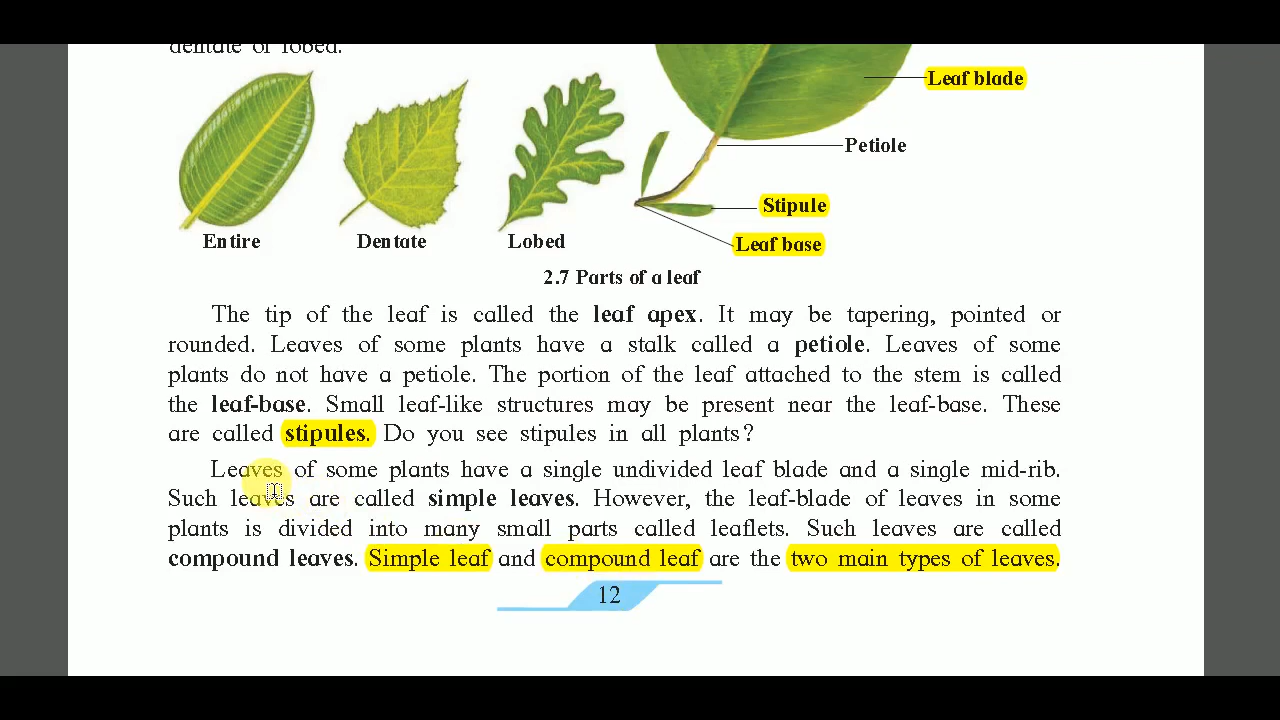 dentate or lobed.
Leaf blade
Petiole
Stipule
Leaf base
Entire
Dentate
Lobed
2.7 Parts of a leaf
The tip of the leaf is called the leaf apex. It may be tapering, pointed or
rounded. Leaves of some plants have a stalk called a petiole. Leaves of some
plants do not have a petiole. The portion of the leaf attached to the stem is called
the leaf-base. Small leaf-like structures may be present near the leaf-base. These
are called stipules. Do you see stipules in all plants?
Leaves of some plants have a single undivided leaf blade and a single mid-rib.
Such leaves are called simple leaves. However, the leaf-blade of leaves in some
plants is divided into many small parts called leaflets. Such leaves are called
compound leaves. Simple leaf and compound leaf are the two main types of leaves.
12